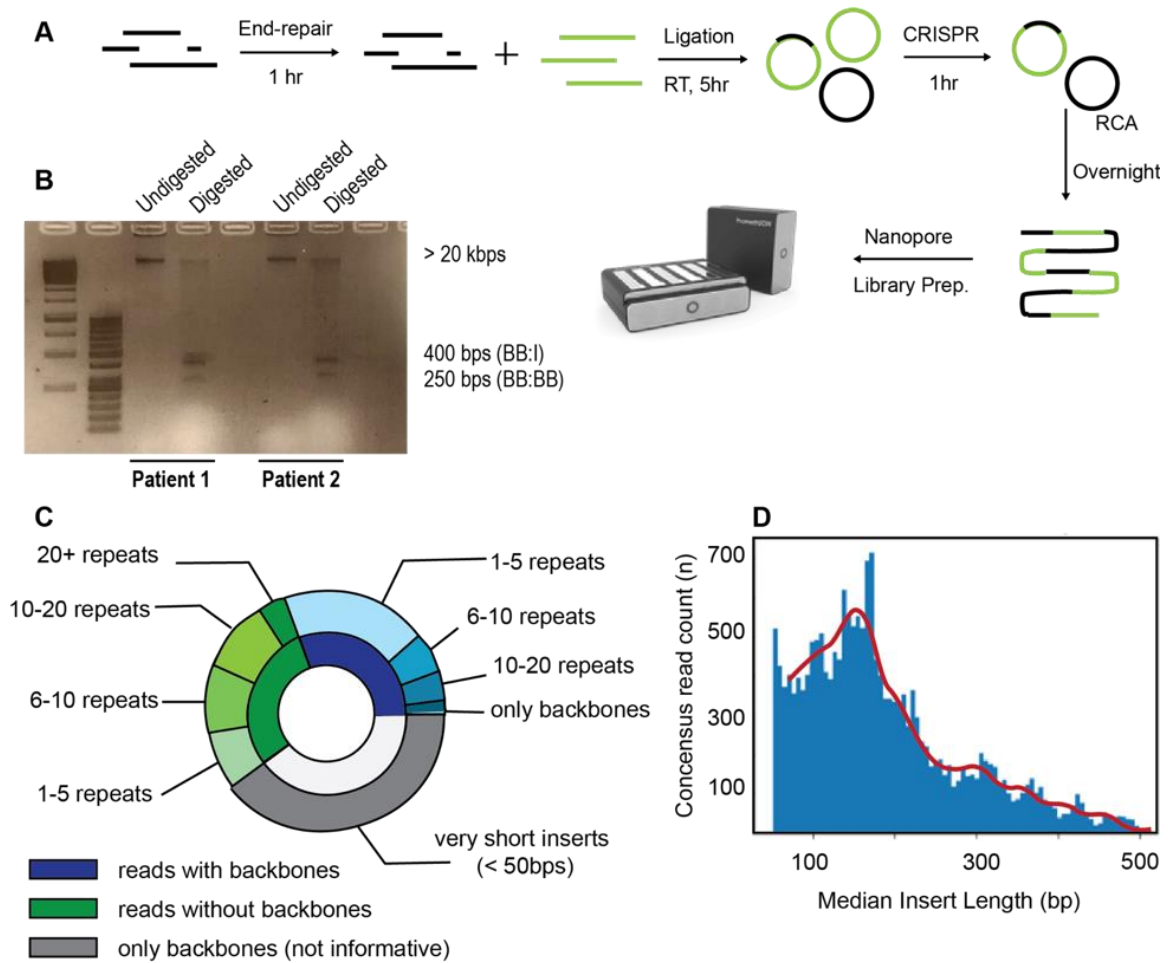 A
End-repair
1 hr
+
Ligation
RT, 5hr
CRISPR
1hr
RCA
Overnight
Nanopore
Library Prep.
PromethION
B
Undigested
Digested
Undigested
Digested
> 20 kbps
400 bps (BB:I)
250 bps (BB:BB)
Patient 1
Patient 2
C
20+ repeats
10-20 repeats
6-10 repeats
1-5 repeats
1-5 repeats
6-10 repeats
10-20 repeats
only backbones
very short inserts
(< 50bps)
reads with backbones
reads without backbones
only backbones (not informative)
D
Concensus read count (n)
700
500
300
100
100
300
500
Median Insert Length (bp)